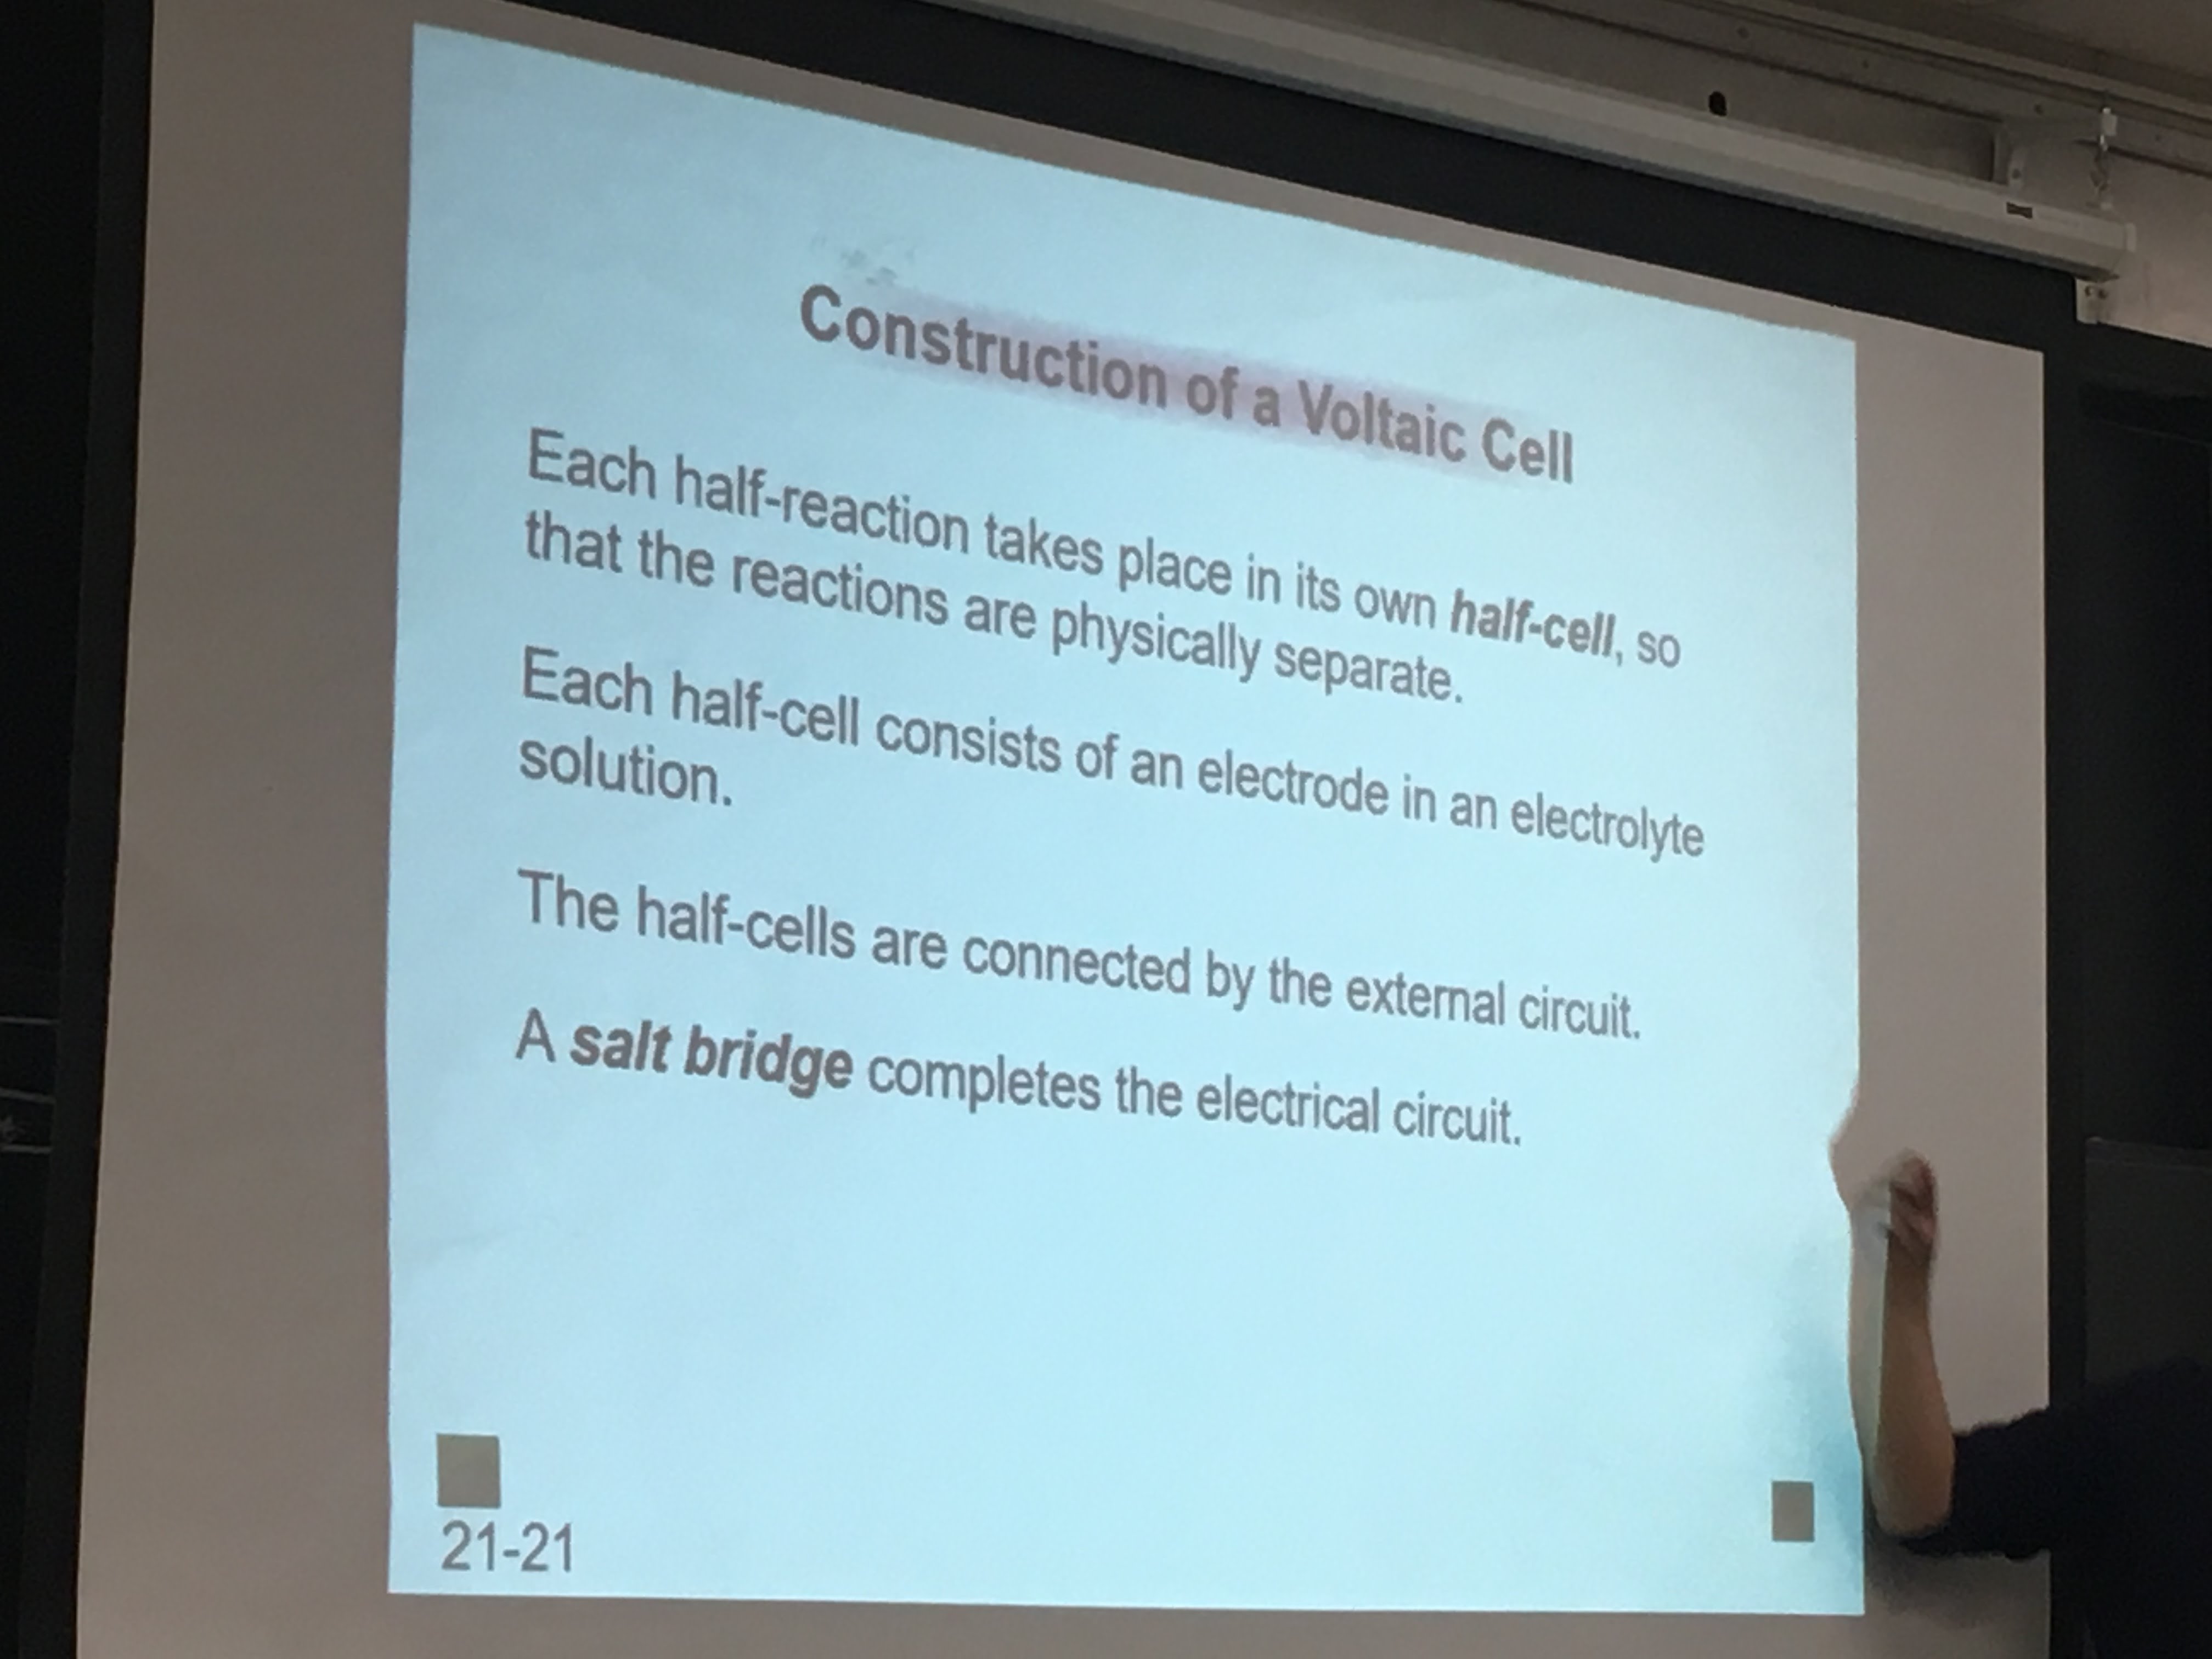 Construction of a Voltaic Cell
Each half-reaction takes place in its own half-cell, so
that the reactions are physically separate.
Each half-cell consists of an electrode in an electrolyte
solution.
The half-cells are connected by the external circuit.
A salt bridge completes the electrical circuit.
21-21